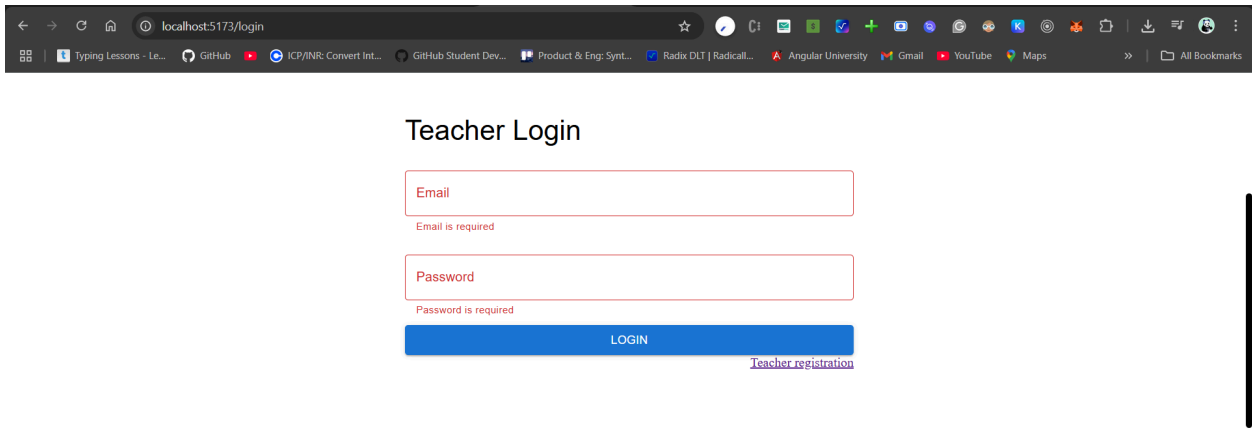 localhost:5173/login
Typing Lessons - Le... GitHub ICP/INR: Convert Int... GitHub Student Dev... Product & Eng: Synt... Radix DLT | Radicall... Angular University Gmail YouTube Maps » All Bookmarks
Teacher Login
Email
Email is required
Password
Password is required
LOGIN
Teacher registration